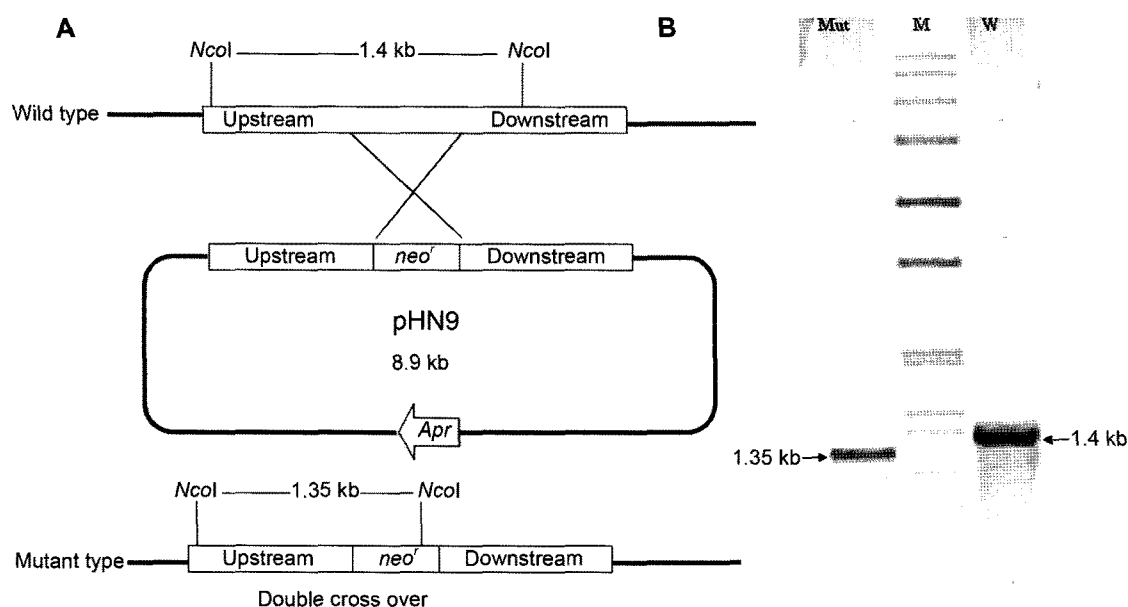 A
NcoI 1.4 kb NcoI
Wild type
Upstream Downstream
Upstream neoʳ Downstream
pHN9
8.9 kb
Apr
NcoI 1.35 kb NcoI
Mutant type
Upstream neoʳ Downstream
Double cross over
B
Mut M W
1.35 kb
1.4 kb